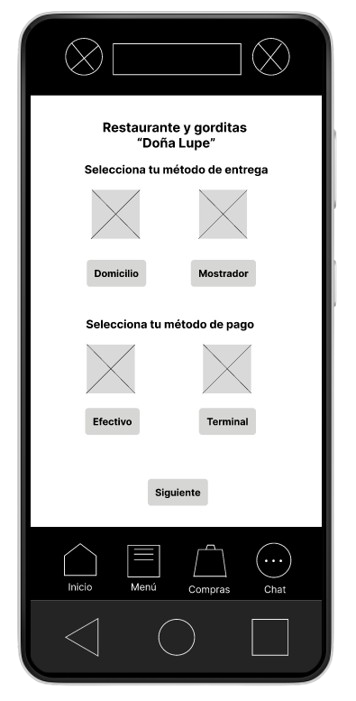 Restaurante y gorditas
“Doña Lupe”
Selecciona tu método de entrega
Domicilio Mostrador
Selecciona tu método de pago
Efectivo Terminal
Siguiente
Inicio Menú Compras Chat